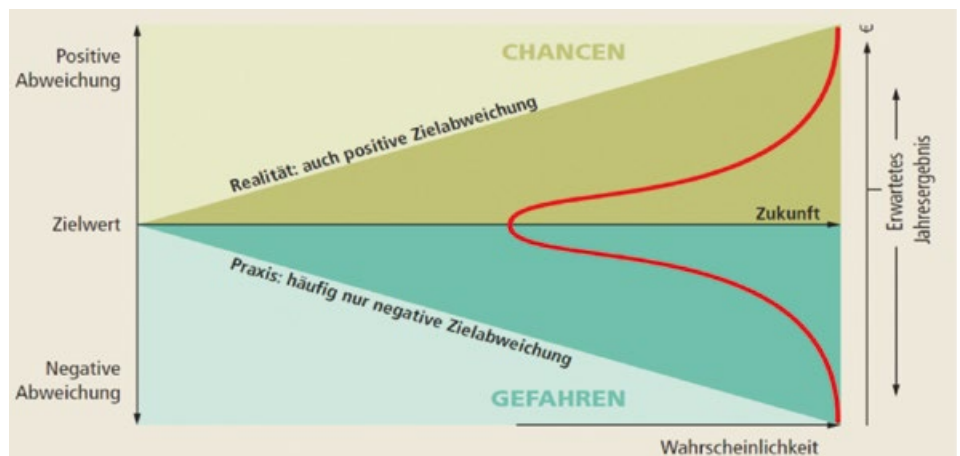 Positive
Abweichung
CHANCEN
€
Realität: auch positive Zielabweichung
Zielwert
Zukunft
Erwartetes
Jahresergebnis
Praxis: häufig nur negative Zielabweichung
Negative
Abweichung
GEFAHREN
Wahrscheinlichkeit